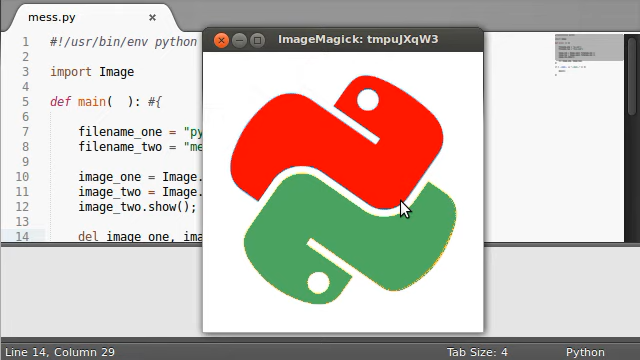 mess.py
ImageMagick: tmpuJXqW3
1 #!/usr/bin/env python
2
3 import Image
4
5 def main( ): #{
6
7 filename_one = "py
8 filename_two = "me
9
10 image_one = Image.
11 image_two = Image.
12 image_two.show();
13
14 del image_one, ima
Line 14, Column 29
Tab Size: 4
Python